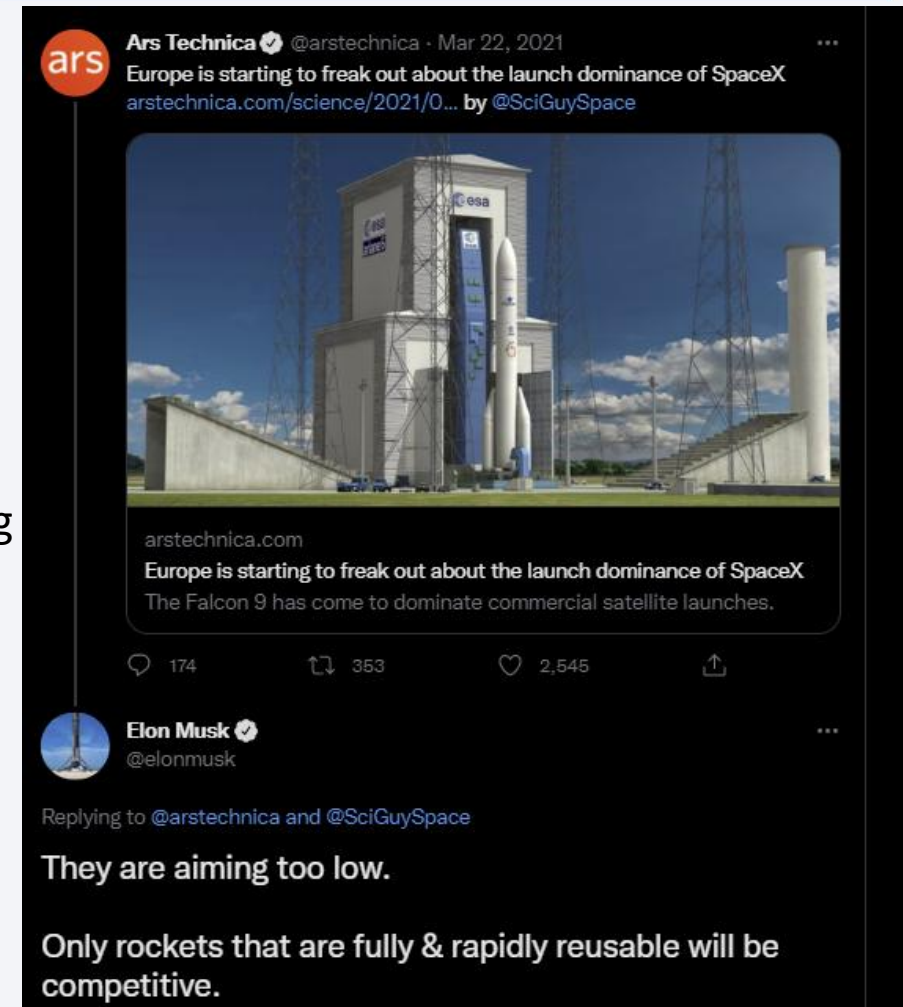 ars
Ars Technica @arstechnica · Mar 22, 2021
Europe is starting to freak out about the launch dominance of SpaceX
arstechnica.com/science/2021/0... by @SciGuySpace
esa
esa
arstechnica.com
Europe is starting to freak out about the launch dominance of SpaceX
The Falcon 9 has come to dominate commercial satellite launches.
174 353 2,545
Elon Musk
@elonmusk
Replying to @arstechnica and @SciGuySpace
They are aiming too low.
Only rockets that are fully & rapidly reusable will be
competitive.
g